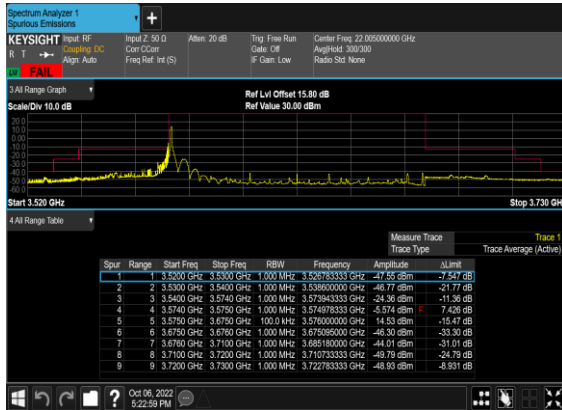 Spectrum Analyzer 1
Spurious Emissions
KEYSIGHT Input: RF Input Z: 50 Ω Atten: 20 dB Trig: Free Run Center Freq: 22.005000000 GHz
R T Coupling: DC Corr CCorr Gate: Off Avg|Hold: 300/300
Align: Auto Freq Ref: Int (S) IF Gain: Low Radio Std: None
FAIL
3 All Range Graph
Ref Lvl Offset 15.80 dB
Scale/Div 10.0 dB Ref Value 30.00 dBm
20.0
10.0
0.00
-10.0
-20.0
-30.0
-40.0
-50.0
-60.0
Start 3.520 GHz Stop 3.730 GH
4 All Range Table
Measure Trace Trace 1
Trace Type Trace Average (Active)
Spur Range Start Freq Stop Freq RBW Frequency Amplitude ΔLimit
1 1 3.5200 GHz 3.5300 GHz 1.000 MHz 3.526783333 GHz -47.55 dBm -7.547 dB
2 2 3.5300 GHz 3.5400 GHz 1.000 MHz 3.538600000 GHz -46.77 dBm -21.77 dB
3 3 3.5400 GHz 3.5740 GHz 1.000 MHz 3.573943333 GHz -24.36 dBm -11.36 dB
4 4 3.5740 GHz 3.5750 GHz 1.000 MHz 3.574978333 GHz -5.574 dBm F 7.426 dB
5 5 3.5750 GHz 3.6750 GHz 100.0 kHz 3.576000000 GHz 14.53 dBm -15.47 dB
6 6 3.6750 GHz 3.6760 GHz 1.000 MHz 3.675095000 GHz -46.30 dBm -33.30 dB
7 7 3.6760 GHz 3.7100 GHz 1.000 MHz 3.685180000 GHz -44.01 dBm -31.01 dB
8 8 3.7100 GHz 3.7200 GHz 1.000 MHz 3.710733333 GHz -49.79 dBm -24.79 dB
9 9 3.7200 GHz 3.7300 GHz 1.000 MHz 3.722783333 GHz -48.93 dBm -8.931 dB
? Oct 06, 2022
5:22:59 PM